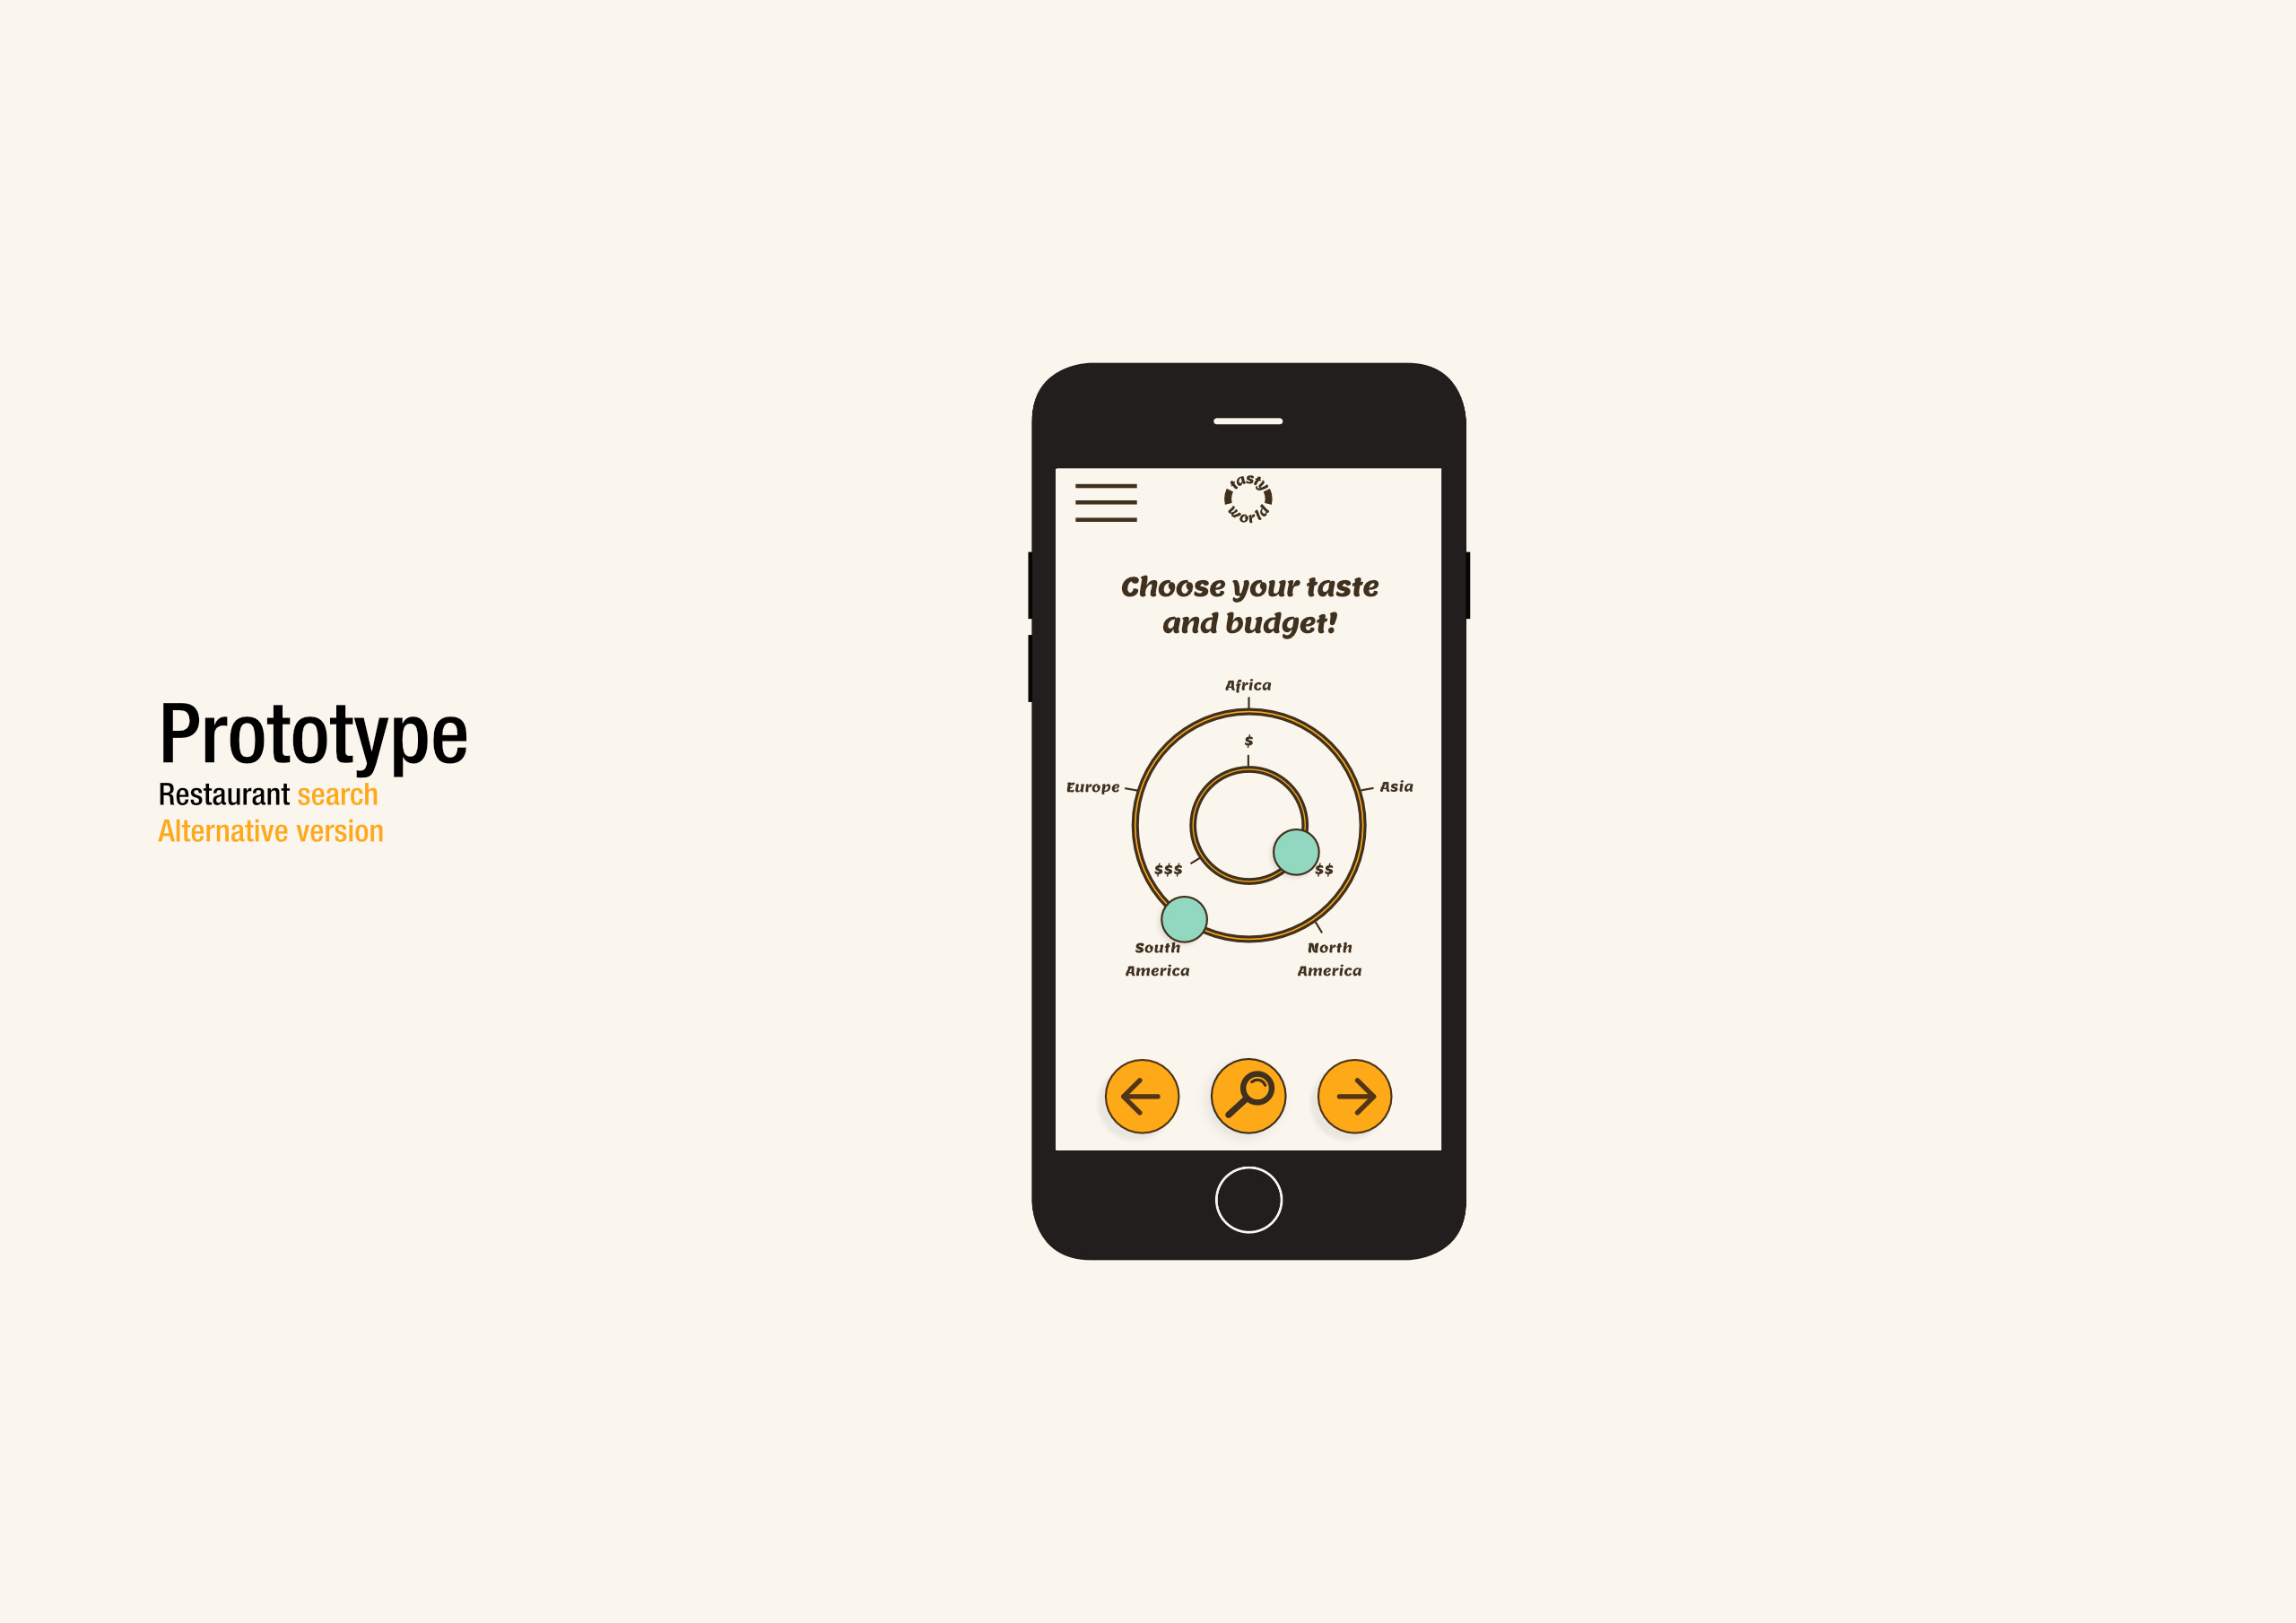 Prototype
Restaurant search
Alternative version
tasty
world
Choose your taste
and budget!
Africa
$
Europe
Asia
$$$
$$
South
America
North
America